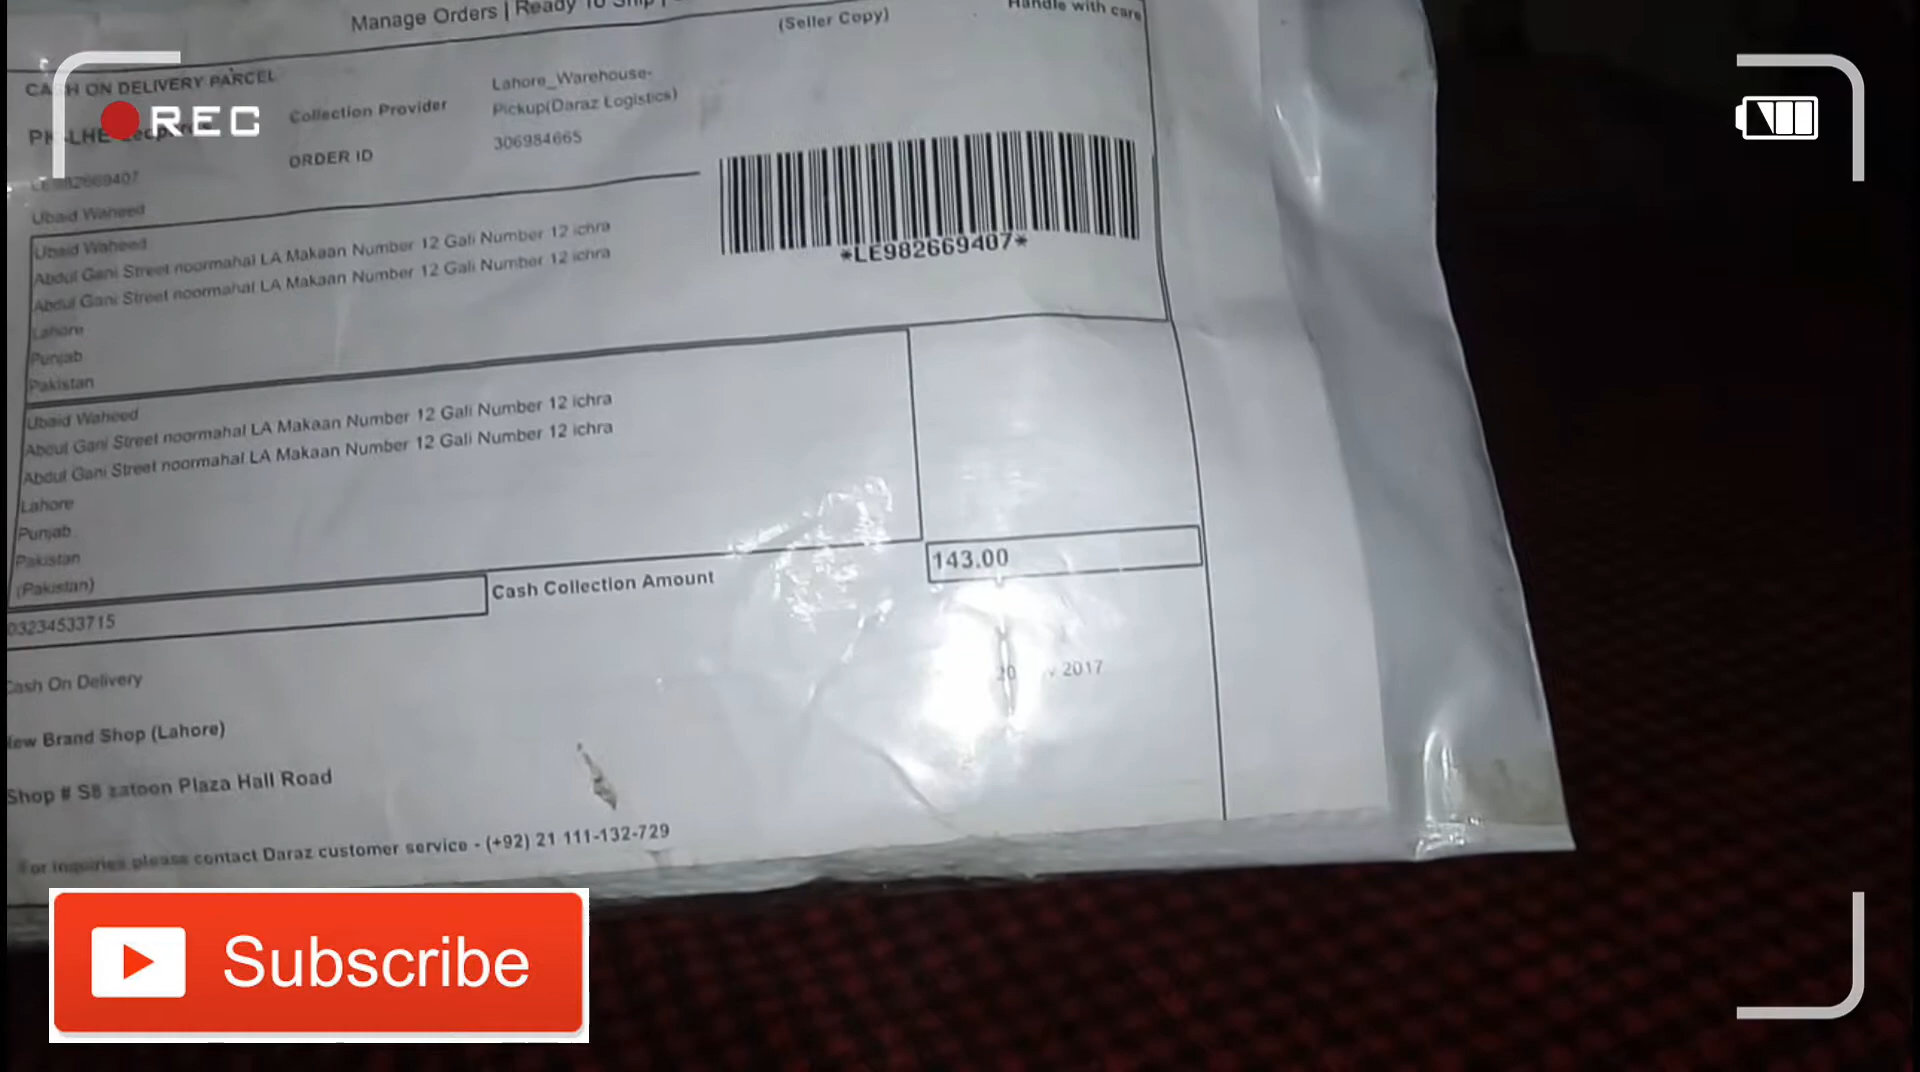 Manage Orders | Ready To Ship |
(Seller Copy)
Handle with care
CASH ON DELIVERY PARCEL
Collection Provider
Lahore_Warehouse-
Pickup(Daraz Logistics)
REC
ORDER ID
306984665
LE982669407
Ubaid Waheed
*LE982669407*
Ubaid Waheed
Abdul Gani Street noormahal LA Makaan Number 12 Gali Number 12 ichra
Abdul Gani Street noormahal LA Makaan Number 12 Gali Number 12 ichra
Lahore
Punjab
Pakistan
Ubaid Waheed
Abdul Gani Street noormahal LA Makaan Number 12 Gali Number 12 ichra
Abdul Gani Street noormahal LA Makaan Number 12 Gali Number 12 ichra
Lahore
Punjab
Pakistan
(Pakistan)
Cash Collection Amount
143.00
03234533715
2017
Cash On Delivery
New Brand Shop (Lahore)
Shop # S8 zatoon Plaza Hall Road
For inquiries please contact Daraz customer service - (+92) 21 111-132-729
Subscribe